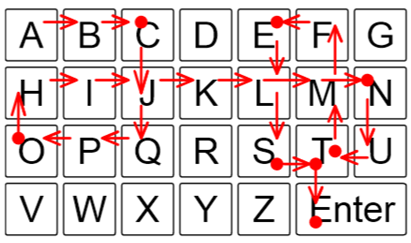 A B C D E F G
H I J K L M N
O P Q R S T U
V W X Y Z Enter